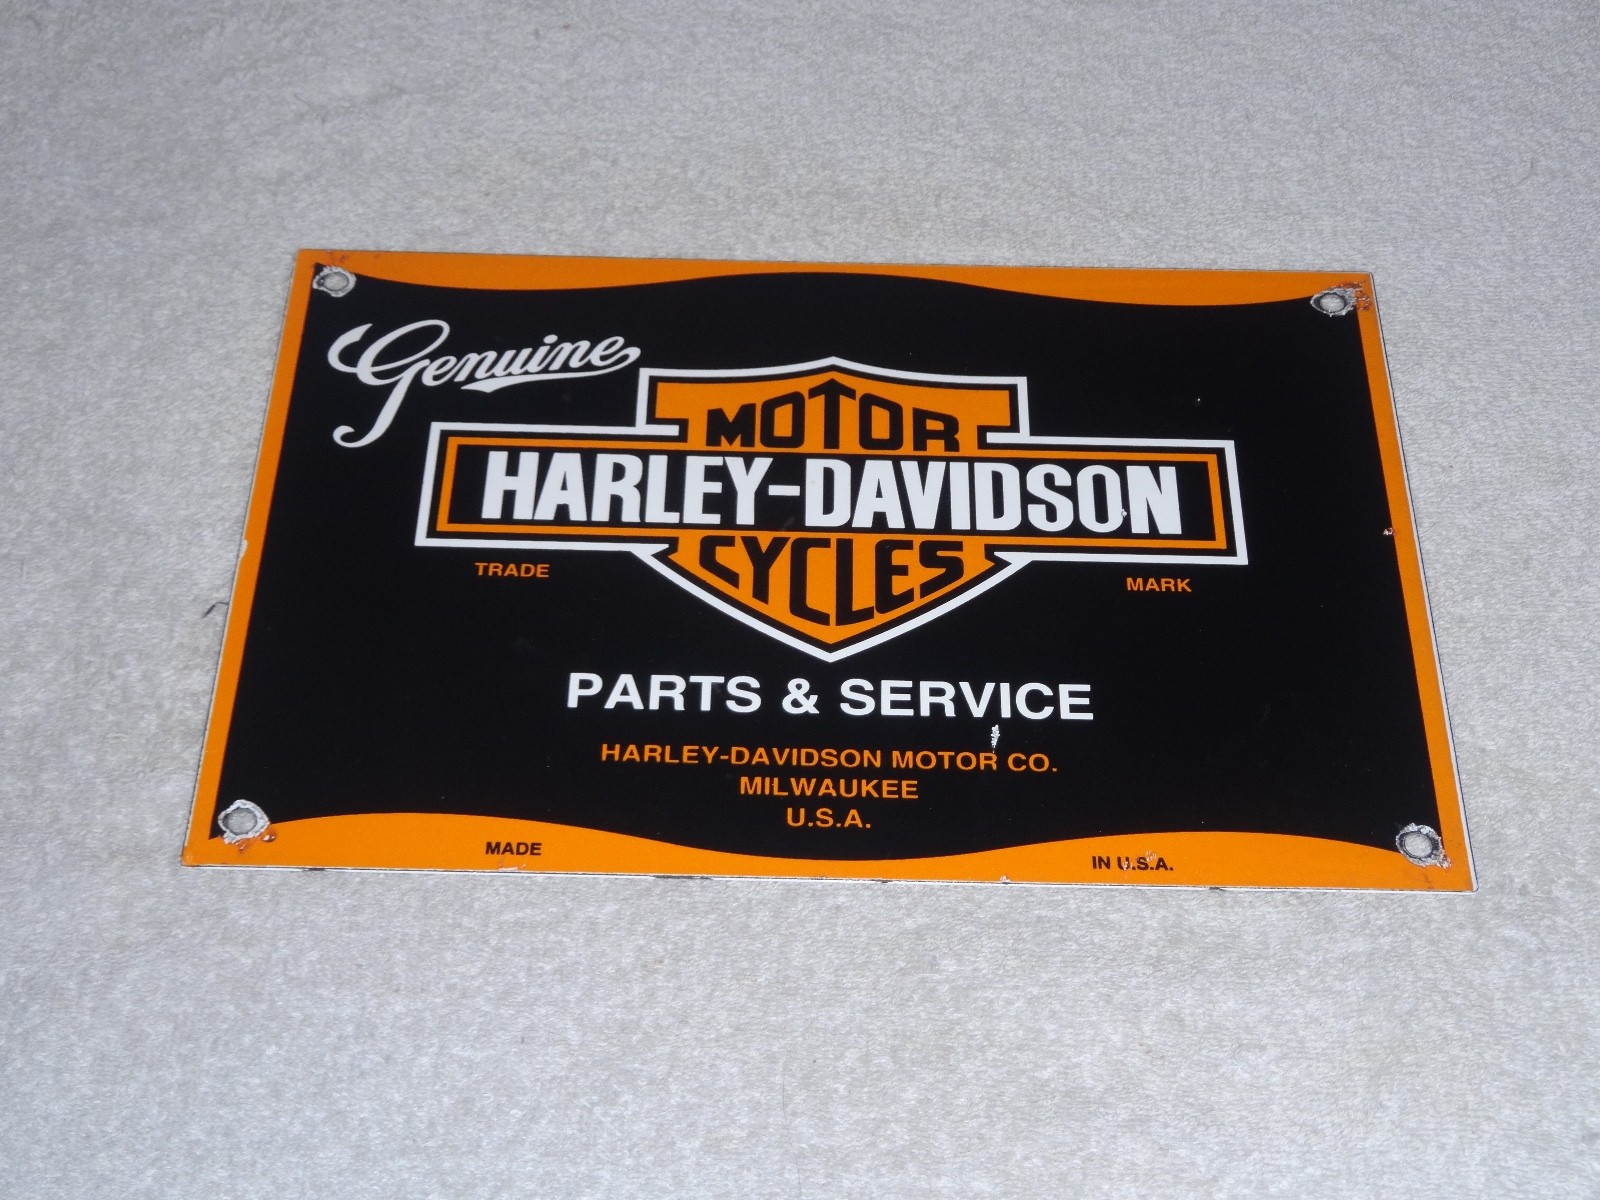 Genuine
MOTOR
HARLEY-DAVIDSON
CYCLES
TRADE MARK
PARTS & SERVICE
HARLEY-DAVIDSON MOTOR CO.
MILWAUKEE
U.S.A.
MADE IN U.S.A.